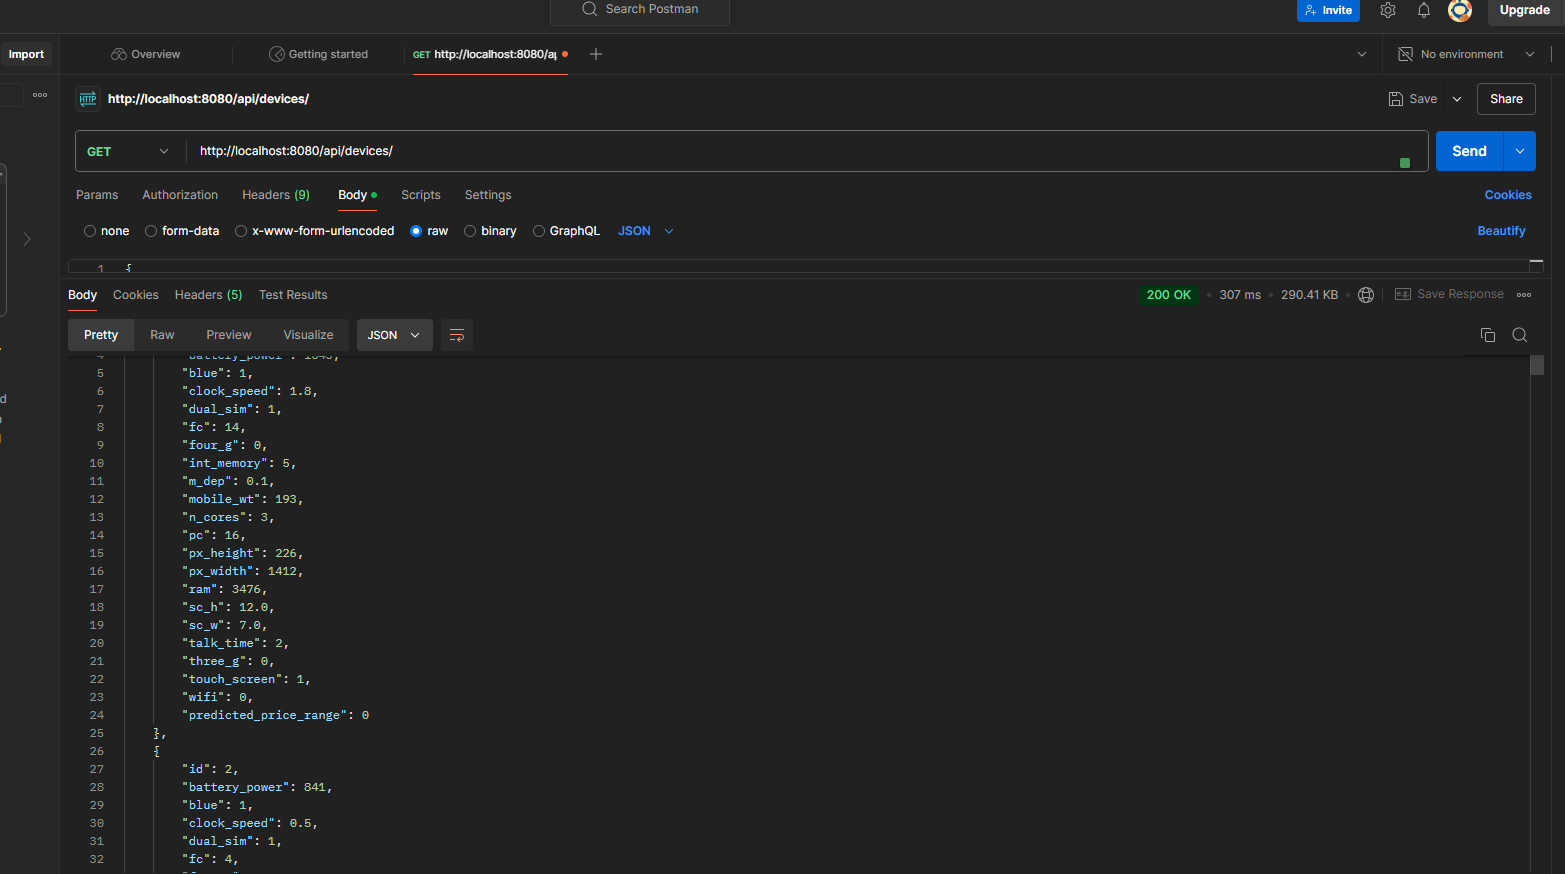 Search Postman
Invite
Upgrade
Import
Overview
Getting started
GET http://localhost:8080/a
No environment
HTTP http://localhost:8080/api/devices/
Save
Share
GET
http://localhost:8080/api/devices/
Send
Params Authorization Headers (9) Body Scripts Settings
Cookies
none form-data x-www-form-urlencoded raw binary GraphQL JSON
Beautify
1 {
Body Cookies Headers (5) Test Results
200 OK 307 ms 290.41 KB
e.g. Save Response
Pretty Raw Preview Visualize JSON
5 "blue": 1,
6 "clock_speed": 1.8,
7 "dual_sim": 1,
8 "fc": 14,
9 "four_g": 0,
10 "int_memory": 5,
11 "m_dep": 0.1,
12 "mobile_wt": 193,
13 "n_cores": 3,
14 "pc": 16,
15 "px_height": 226,
16 "px_width": 1412,
17 "ram": 3476,
18 "sc_h": 12.0,
19 "sc_w": 7.0,
20 "talk_time": 2,
21 "three_g": 0,
22 "touch_screen": 1,
23 "wifi": 0,
24 "predicted_price_range": 0
25 },
26 {
27 "id": 2,
28 "battery_power": 841,
29 "blue": 1,
30 "clock_speed": 0.5,
31 "dual_sim": 1,
32 "fc": 4,